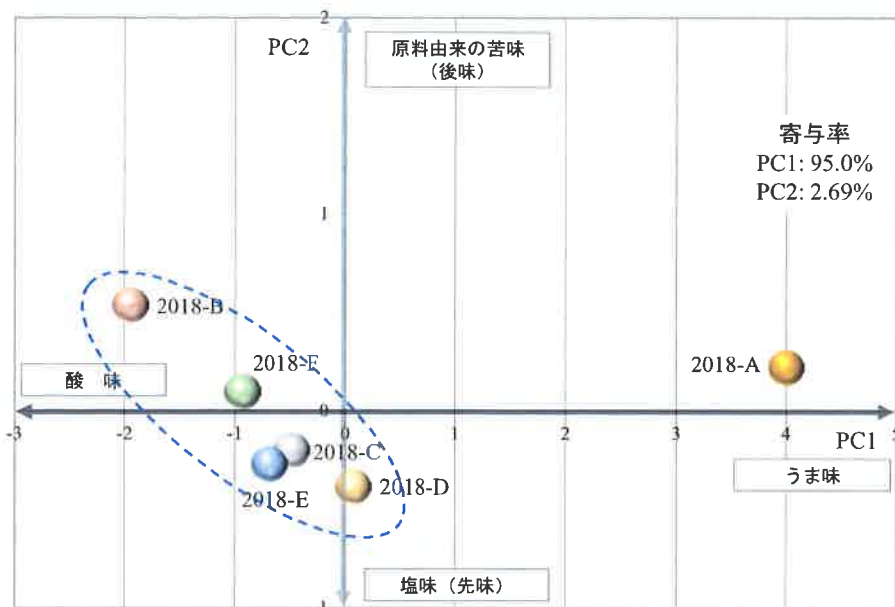 2
PC2
原料由来の苦味
（後味）
寄与率
PC1: 95.0%
PC2: 2.69%
1
2018-B
2018-F
2018-A
酸　味
0
-3
-2
-1
0
1
2
3
4
5
PC1
2018-C
2018-D
2018-E
うま味
塩味（先味）
1